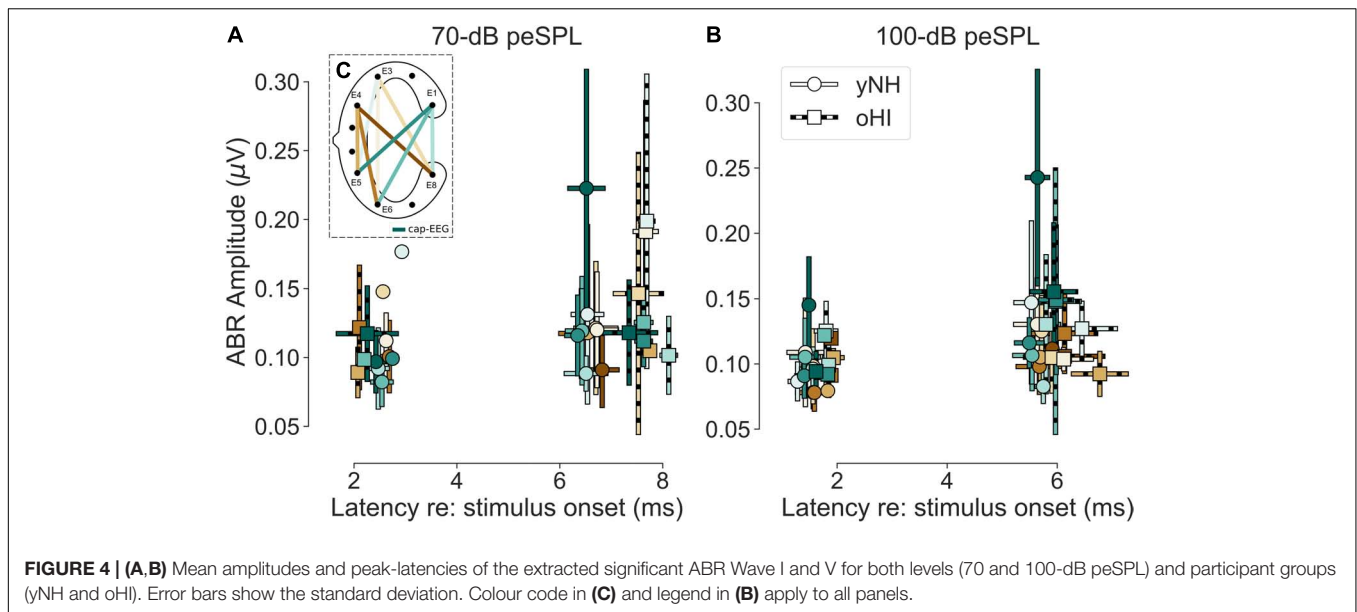 A
70-dB peSPL
B
100-dB peSPL
C
E3
E4
E1
E5
E8
E6
cap-EEG
yNH
oHI
0.30
0.25
0.20
0.15
0.10
0.05
ABR Amplitude (µV)
2 4 6 8
Latency re: stimulus onset (ms)
0.30
0.25
0.20
0.15
0.10
0.05
2 4 6
Latency re: stimulus onset (ms)
FIGURE 4 | (A,B) Mean amplitudes and peak-latencies of the extracted significant ABR Wave I and V for both levels (70 and 100-dB peSPL) and participant groups
(yNH and oHI). Error bars show the standard deviation. Colour code in (C) and legend in (B) apply to all panels.